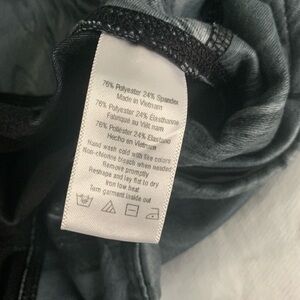 76% Polyester 24% Spandex
Made in Vietnam
76% Polyester 24% Elasthanne
Fabriqué au Viêt nam
76% Poliéster 24% Elastano
Hecho en Vietnam
Hand wash cold with like colors
Non-chlorine bleach when needed
Remove promptly
Reshape and lay flat to dry
Iron low heat
Turn garment inside out